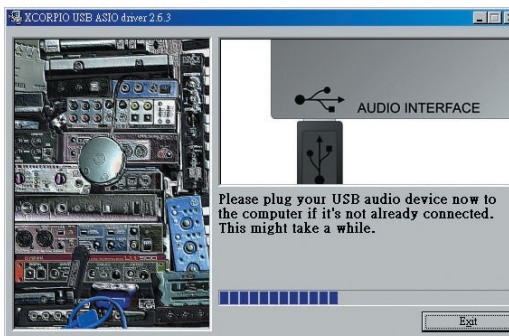 XCORPIO USB ASIO driver 2.6.3
AUDIO INTERFACE
Please plug your USB audio device now to
the computer if it's not already connected.
This might take a while.
Exit